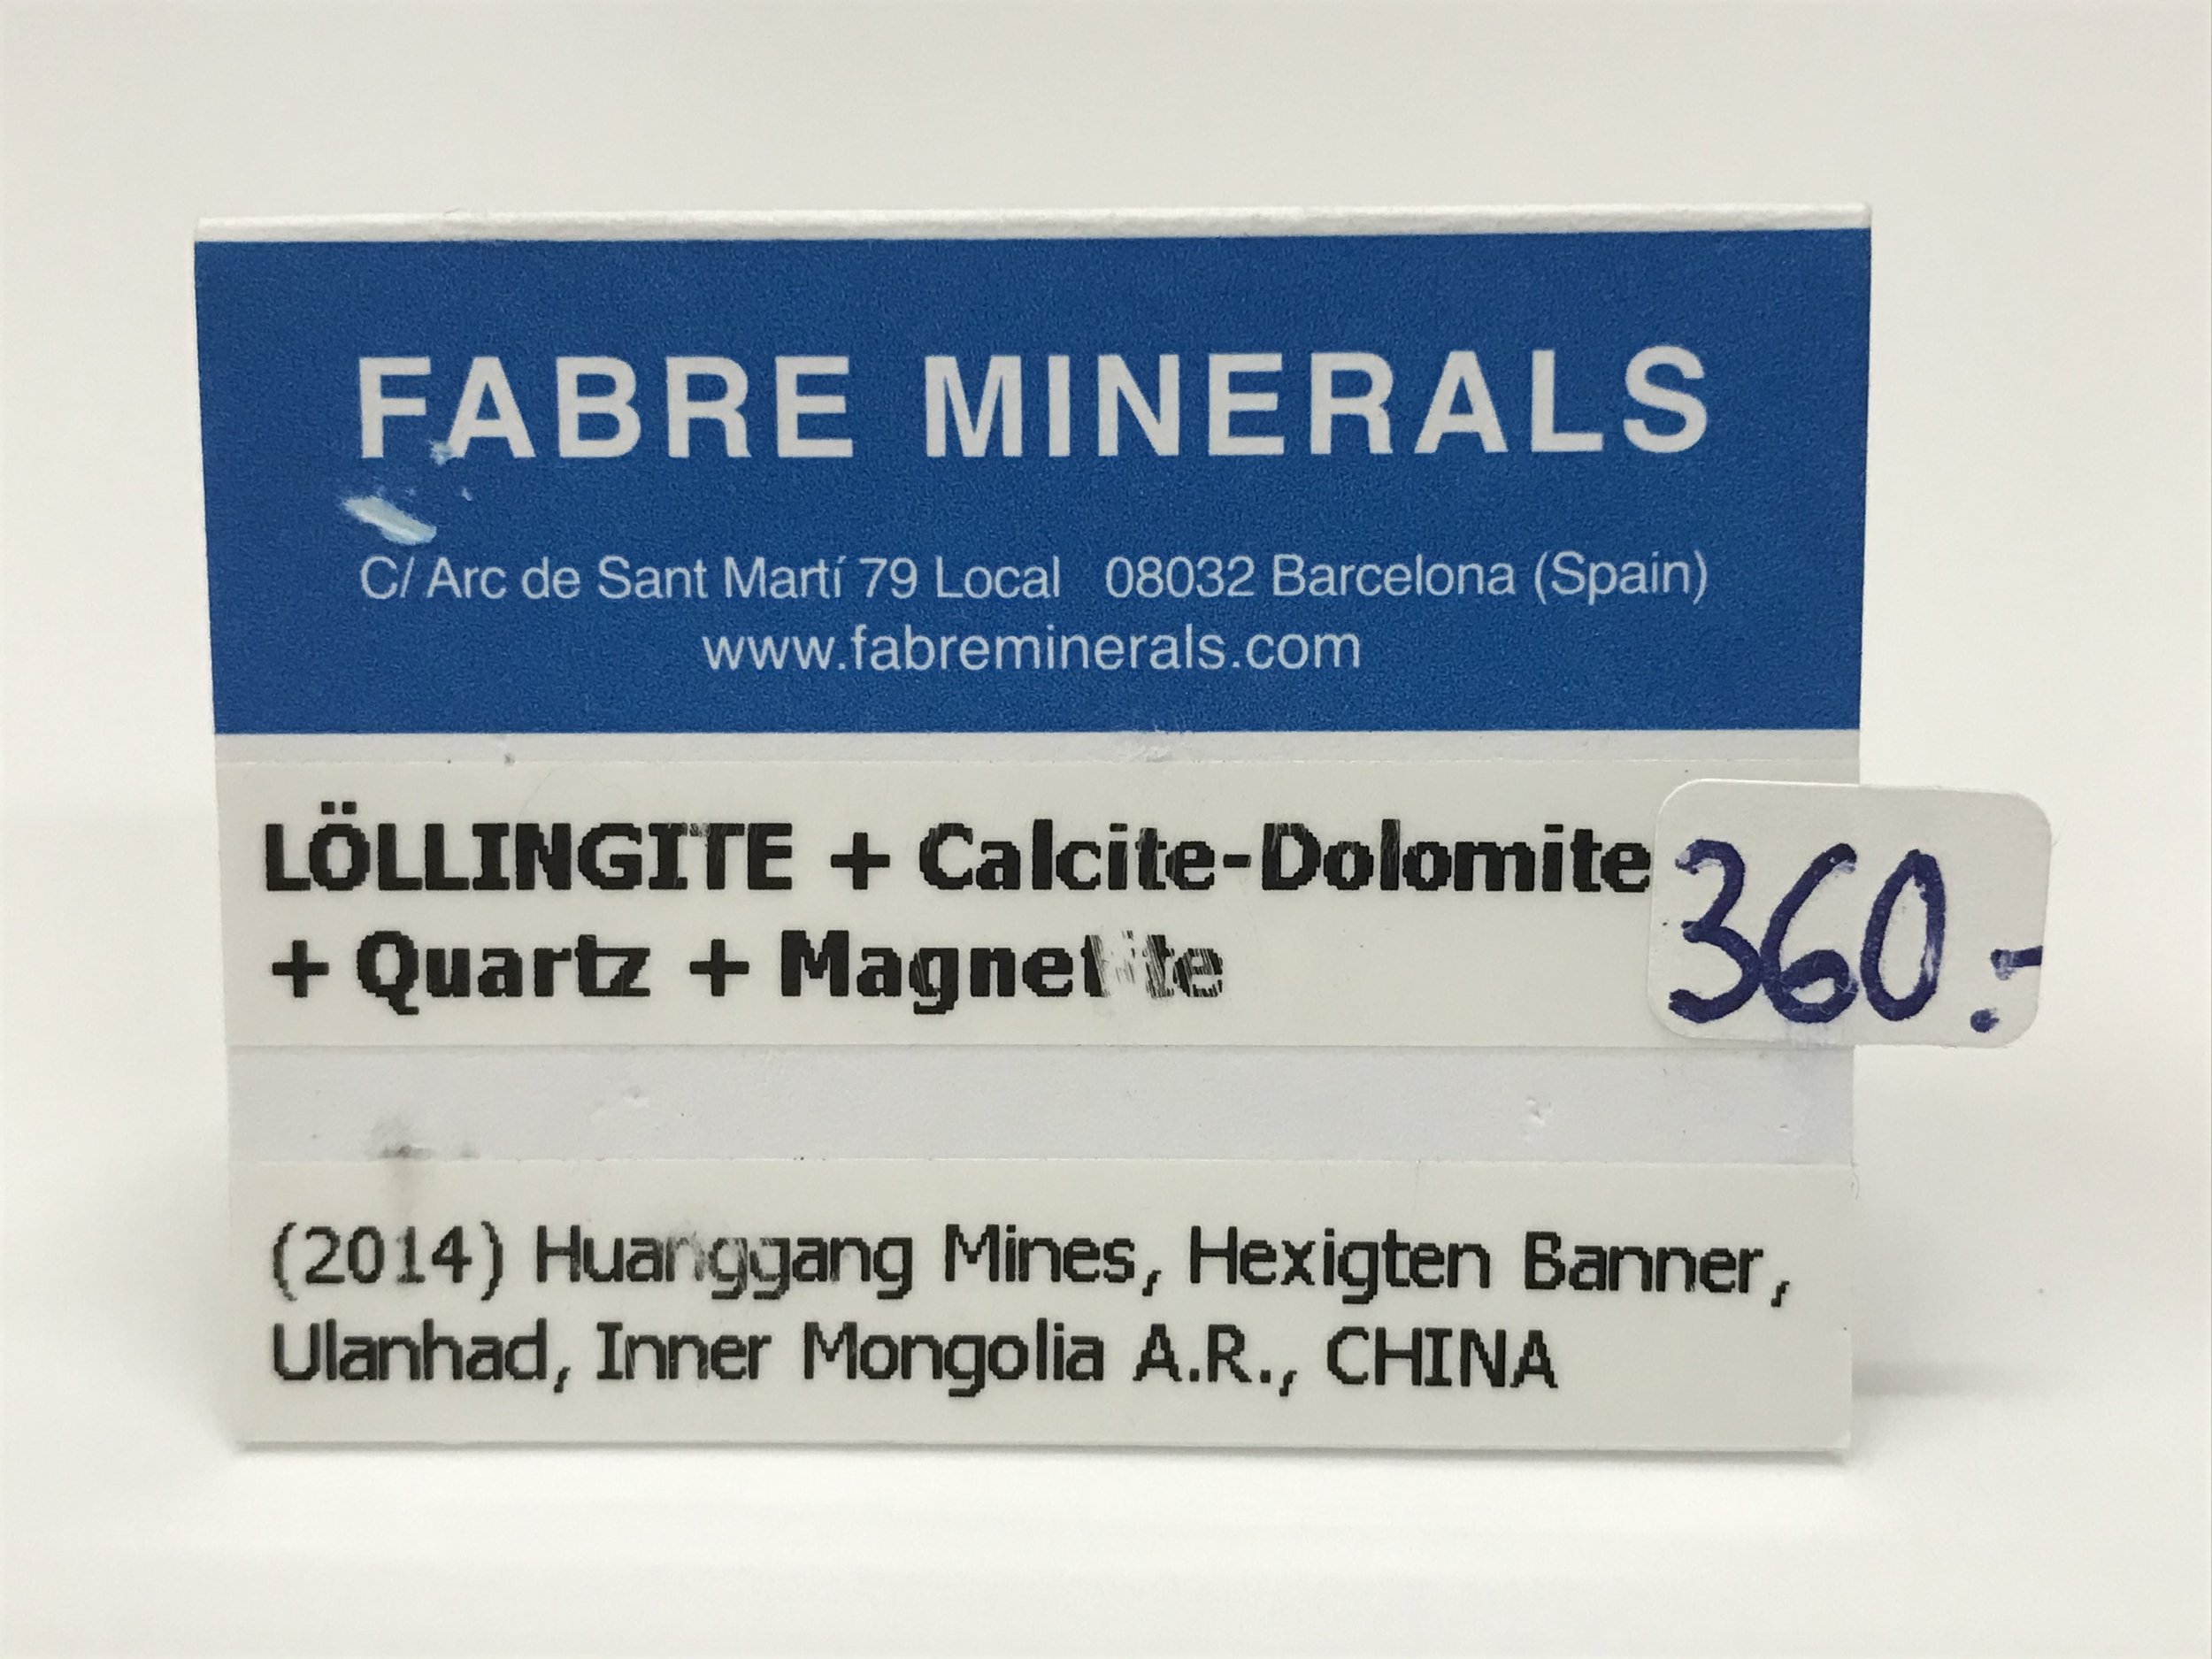 FABRE MINERALS
C/ Arc de Sant Martí 79 Local 08032 Barcelona (Spain)
www.fabreminerals.com
LÖLLINGITE + Calcite-Dolomite
360.-
+ Quartz + Magnetite
(2014) Huanggang Mines, Hexigten Banner,
Ulanhad, Inner Mongolia A.R., CHINA